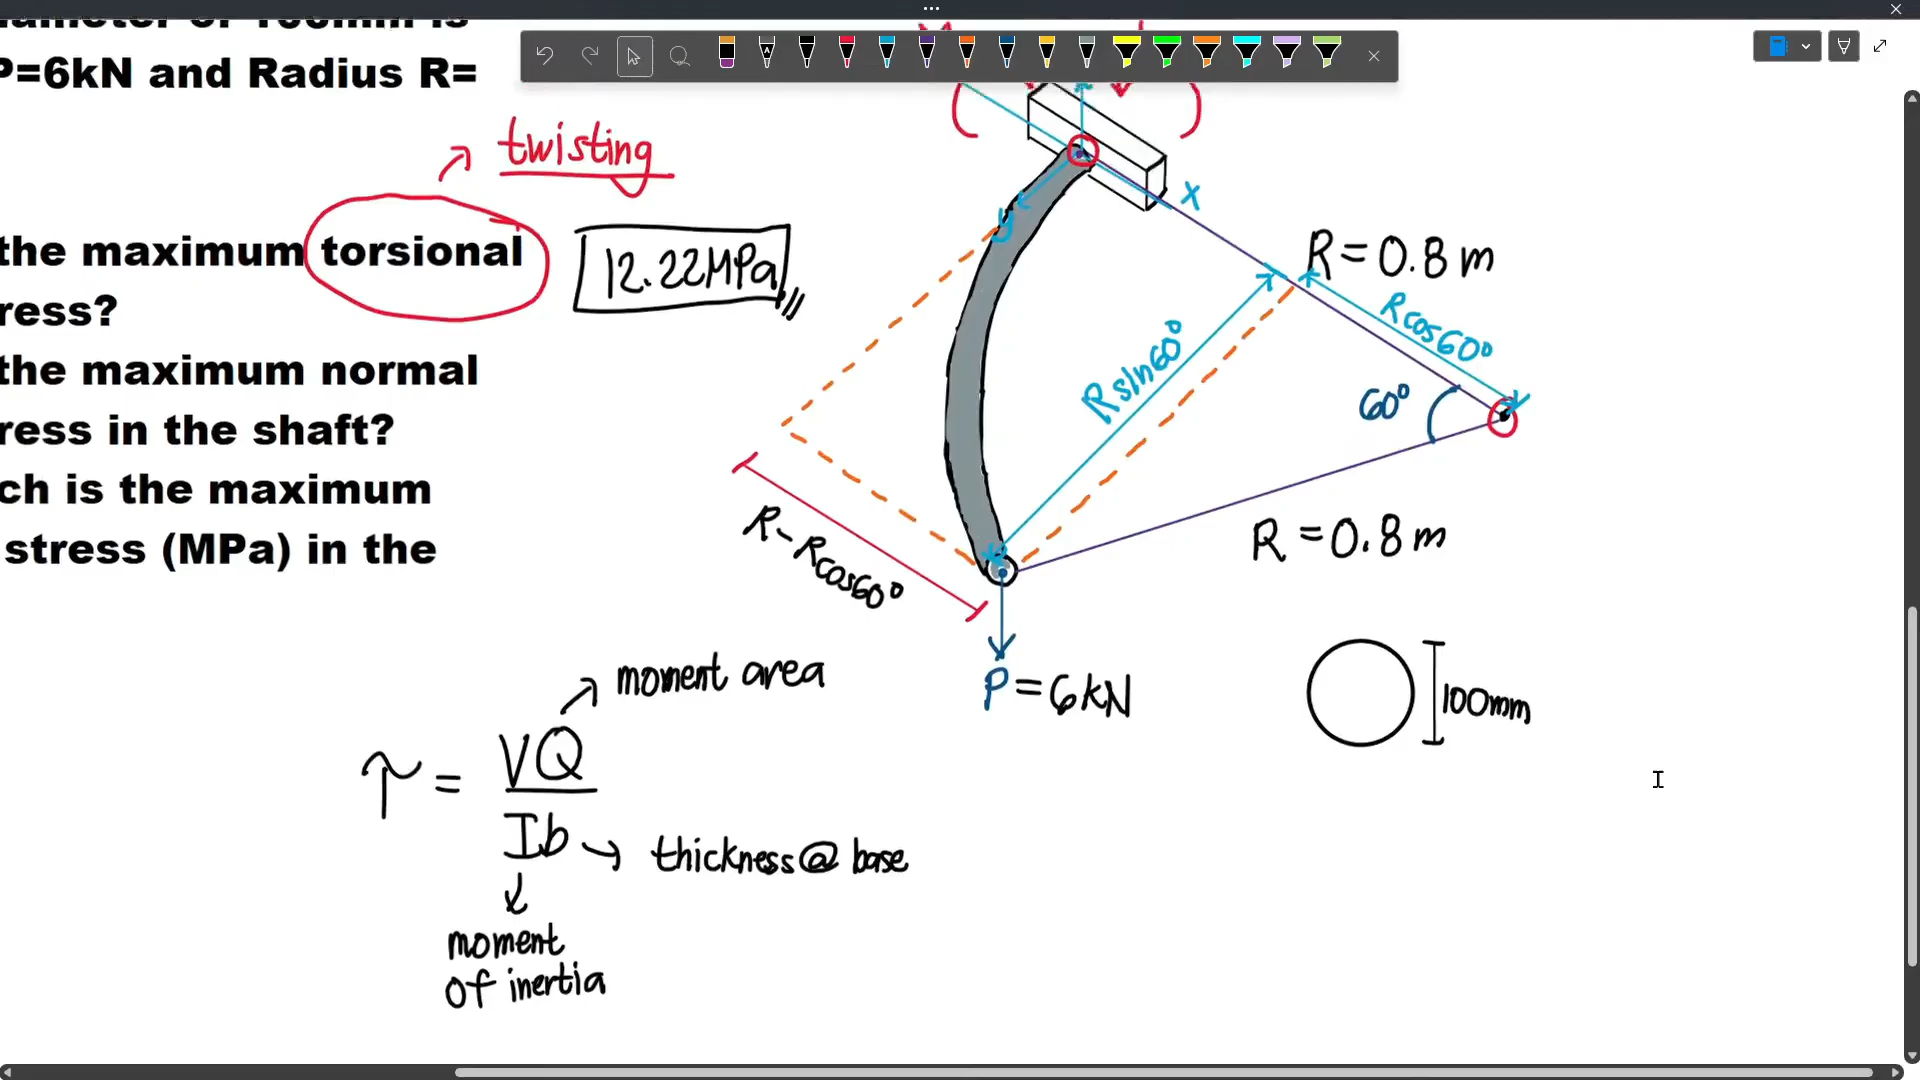 P=6kN and Radius R=
twisting
the maximum torsional
ress?
12.22MPa
the maximum normal
ress in the shaft?
ch is the maximum
stress (MPa) in the
x
y
R=0.8m
Rcos60°
Rsin60°
60°
R-Rcos60°
R=0.8m
P=6kN
100mm
moment area
τ = VQ
Ib
thickness@base
moment
of inertia